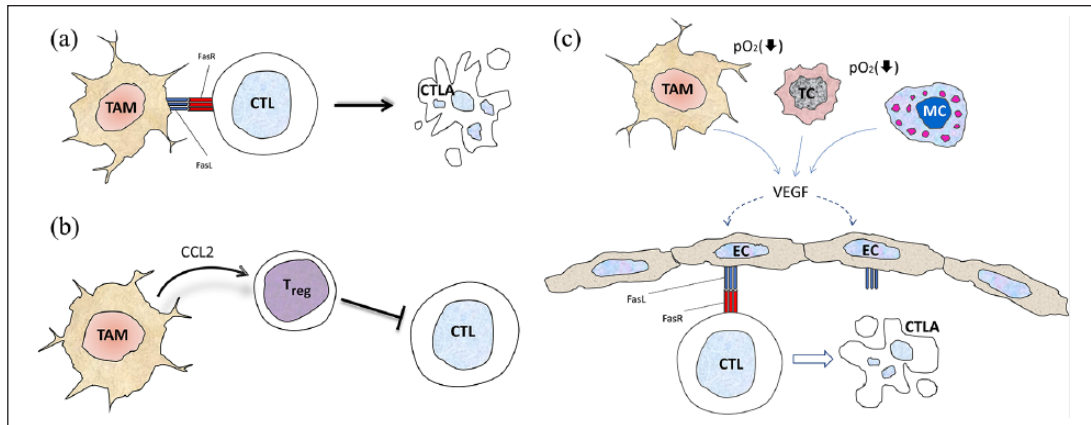 (a)
FasR
TAM
CTL
FasL
CTLA
(b)
CCL2
TAM
Treg
CTL
(c)
pO₂(⬇)
pO₂(⬇)
TAM
TC
MC
VEGF
EC
EC
FasL
FasR
CTL
CTLA